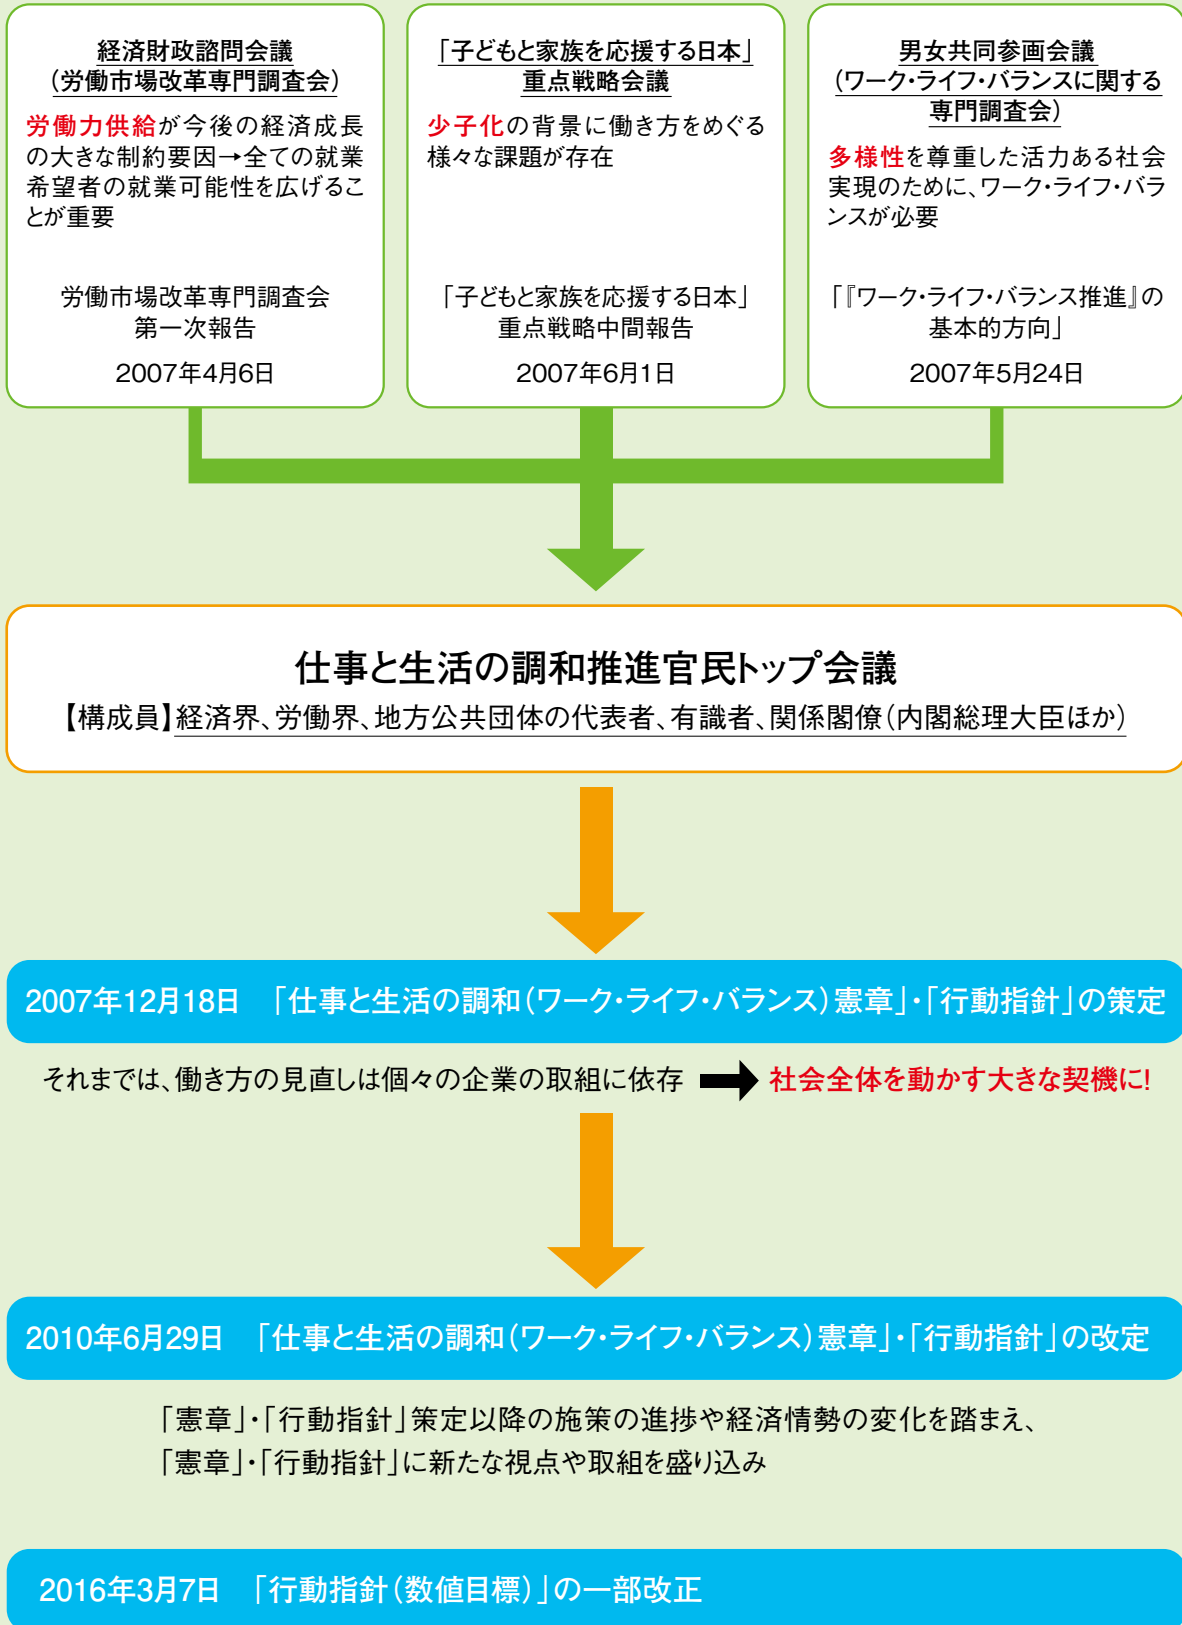 経済財政諮問会議
（労働市場改革専門調査会）
労働力供給が今後の経済成長
の大きな制約要因→全ての就業
希望者の就業可能性を広げるこ
とが重要
労働市場改革専門調査会
第一次報告
2007年4月6日
「子どもと家族を応援する日本」
重点戦略会議
少子化の背景に働き方をめぐる
様々な課題が存在
「子どもと家族を応援する日本」
重点戦略中間報告
2007年6月1日
男女共同参画会議
（ワーク・ライフ・バランスに関する
専門調査会）
多様性を尊重した活力ある社会
実現のために、ワーク・ライフ・バラ
ンスが必要
「『ワーク・ライフ・バランス推進』の
基本的方向」
2007年5月24日
仕事と生活の調和推進官民トップ会議
【構成員】経済界、労働界、地方公共団体の代表者、有識者、関係閣僚（内閣総理大臣ほか）
2007年12月18日　「仕事と生活の調和（ワーク・ライフ・バランス）憲章」・「行動指針」の策定
それまでは、働き方の見直しは個々の企業の取組に依存 ➡ 社会全体を動かす大きな契機に!
2010年6月29日　「仕事と生活の調和（ワーク・ライフ・バランス）憲章」・「行動指針」の改定
「憲章」・「行動指針」策定以降の施策の進捗や経済情勢の変化を踏まえ、
「憲章」・「行動指針」に新たな視点や取組を盛り込み
2016年3月7日　「行動指針（数値目標）」の一部改正